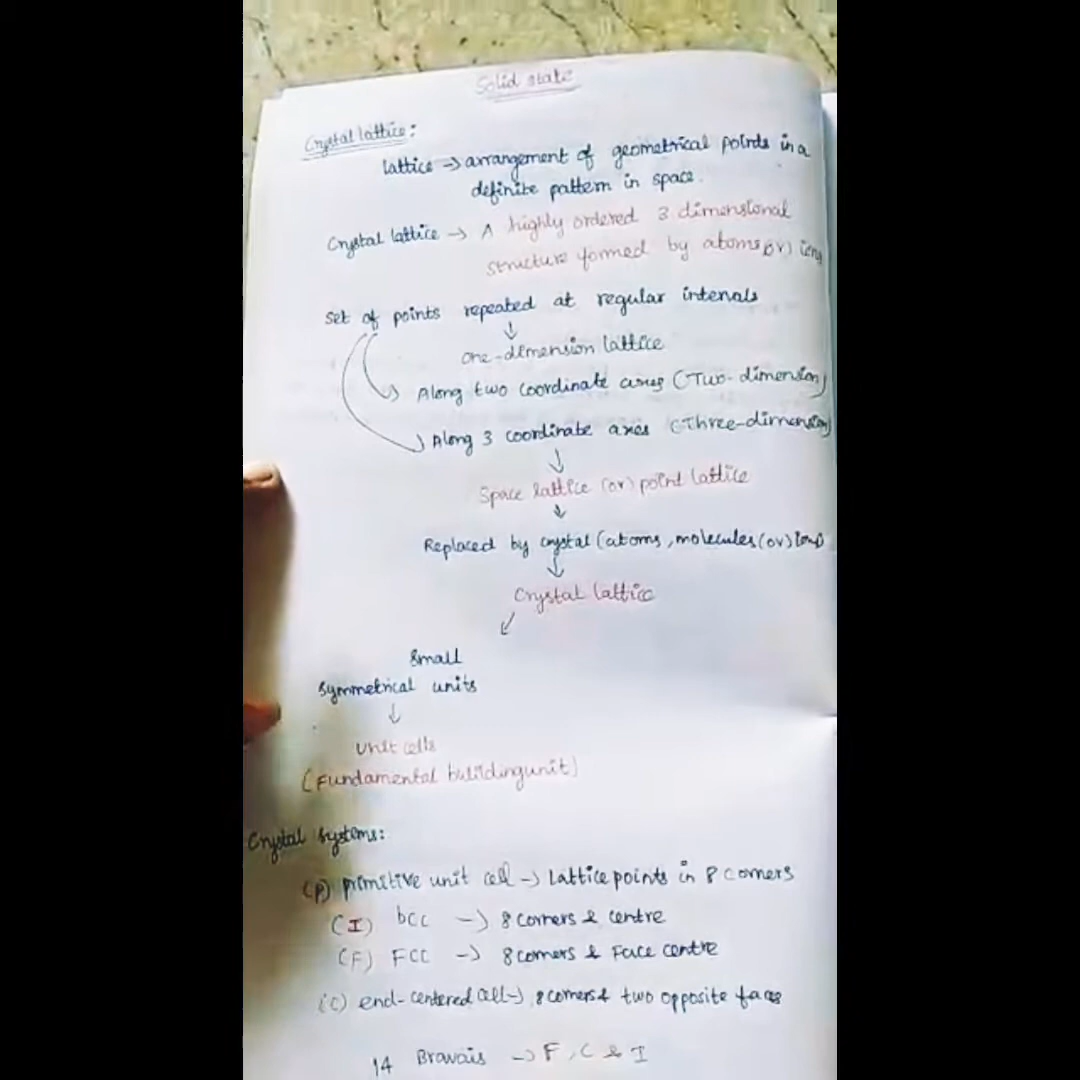 Solid state
Crystal lattice:
lattice → arrangement of geometrical points in a
definite pattern in space.
Crystal lattice → A highly ordered 3 dimensional
structure formed by atoms (or) ions
Set of points repeated at regular intervals
↓
one-dimension lattice
Along two coordinate axes (Two-dimension)
Along 3 coordinate axes (Three-dimension)
↓
Space lattice (or) point lattice
↓
Replaced by crystal (atoms, molecules (or) ions)
↓
Crystal lattice
↙
Small
symmetrical units
↓
Unit cells
(Fundamental building unit)
Crystal systems:
(P) primitive unit cell → Lattice points in 8 corners
(I) bcc → 8 corners & centre
(F) FCC → 8 corners & Face centre
(C) end-centered cell → 8 corners & two opposite faces
14 Bravais → F, C & I